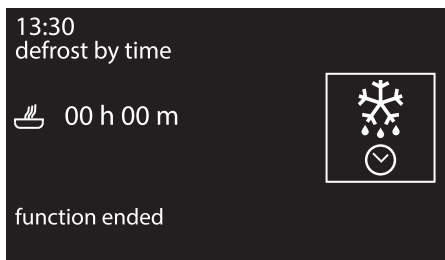 13:30
defrost by time
00 h 00 m
function ended